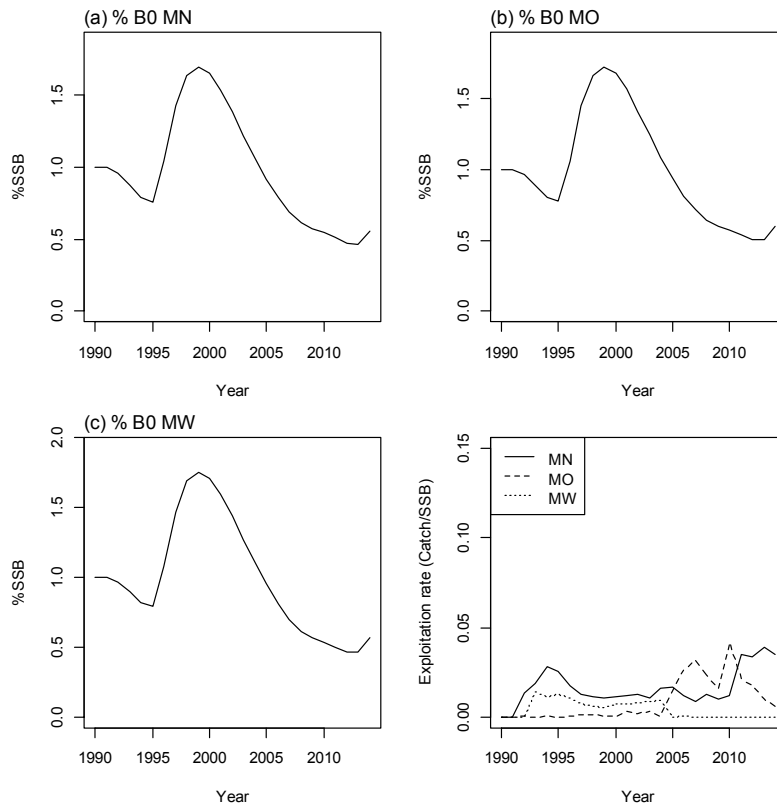 (a) % B0 MN
%SSB
0.0
0.5
1.0
1.5
1990 1995 2000 2005 2010
Year
(b) % B0 MO
%SSB
0.0
0.5
1.0
1.5
1990 1995 2000 2005 2010
Year
(c) % B0 MW
%SSB
0.0
0.5
1.0
1.5
2.0
1990 1995 2000 2005 2010
Year
Exploitation rate (Catch/SSB)
0.00
0.05
0.10
0.15
MN
MO
MW
1990 1995 2000 2005 2010
Year